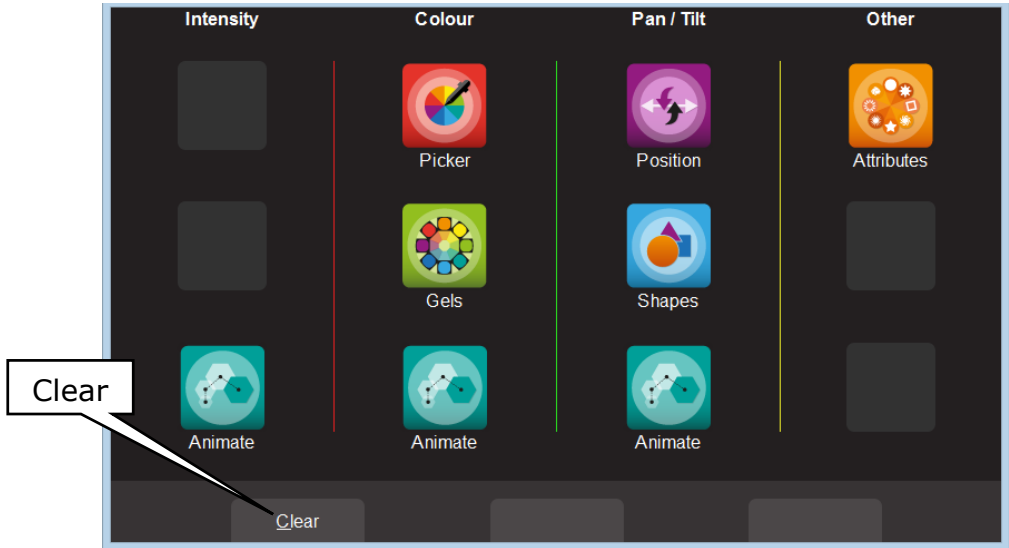 Intensity Colour Pan / Tilt Other
Picker Position Attributes
Gels Shapes
Clear
Animate Animate Animate
Clear